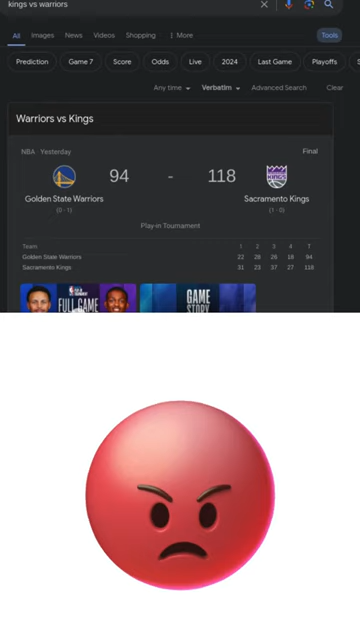 kings vs warriors
All Images News Videos Shopping More Tools
Prediction Game 7 Score Odds Live 2024 Last Game Playoffs
Any time Verbatim Advanced Search Clear
Warriors vs Kings
NBA · Yesterday Final
94 - 118
KINGS
Golden State Warriors Sacramento Kings
(0 - 1) (1 - 0)
Play-in Tournament
Team 1 2 3 4 T
Golden State Warriors 22 28 26 18 94
Sacramento Kings 31 23 37 27 118
FULL GAME GAME
STORY